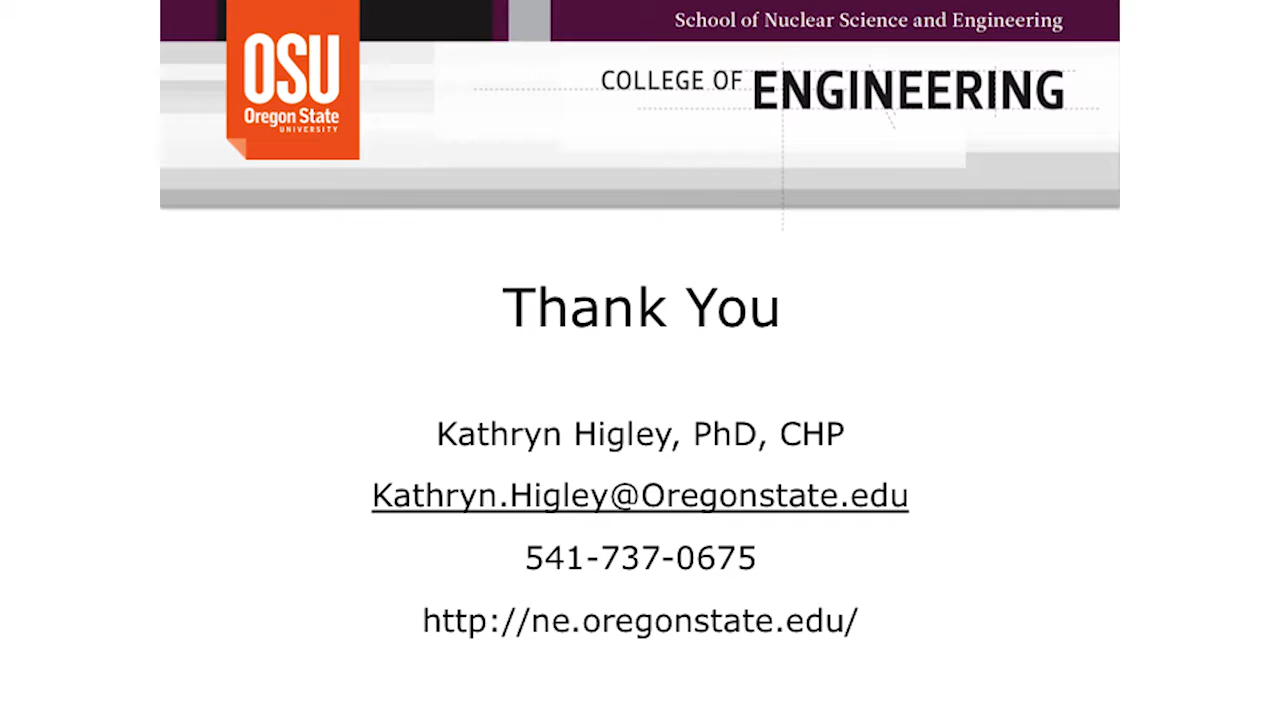 School of Nuclear Science and Engineering
OSU
Oregon State
UNIVERSITY
COLLEGE OF ENGINEERING
Thank You
Kathryn Higley, PhD, CHP
Kathryn.Higley@Oregonstate.edu
541-737-0675
http://ne.oregonstate.edu/